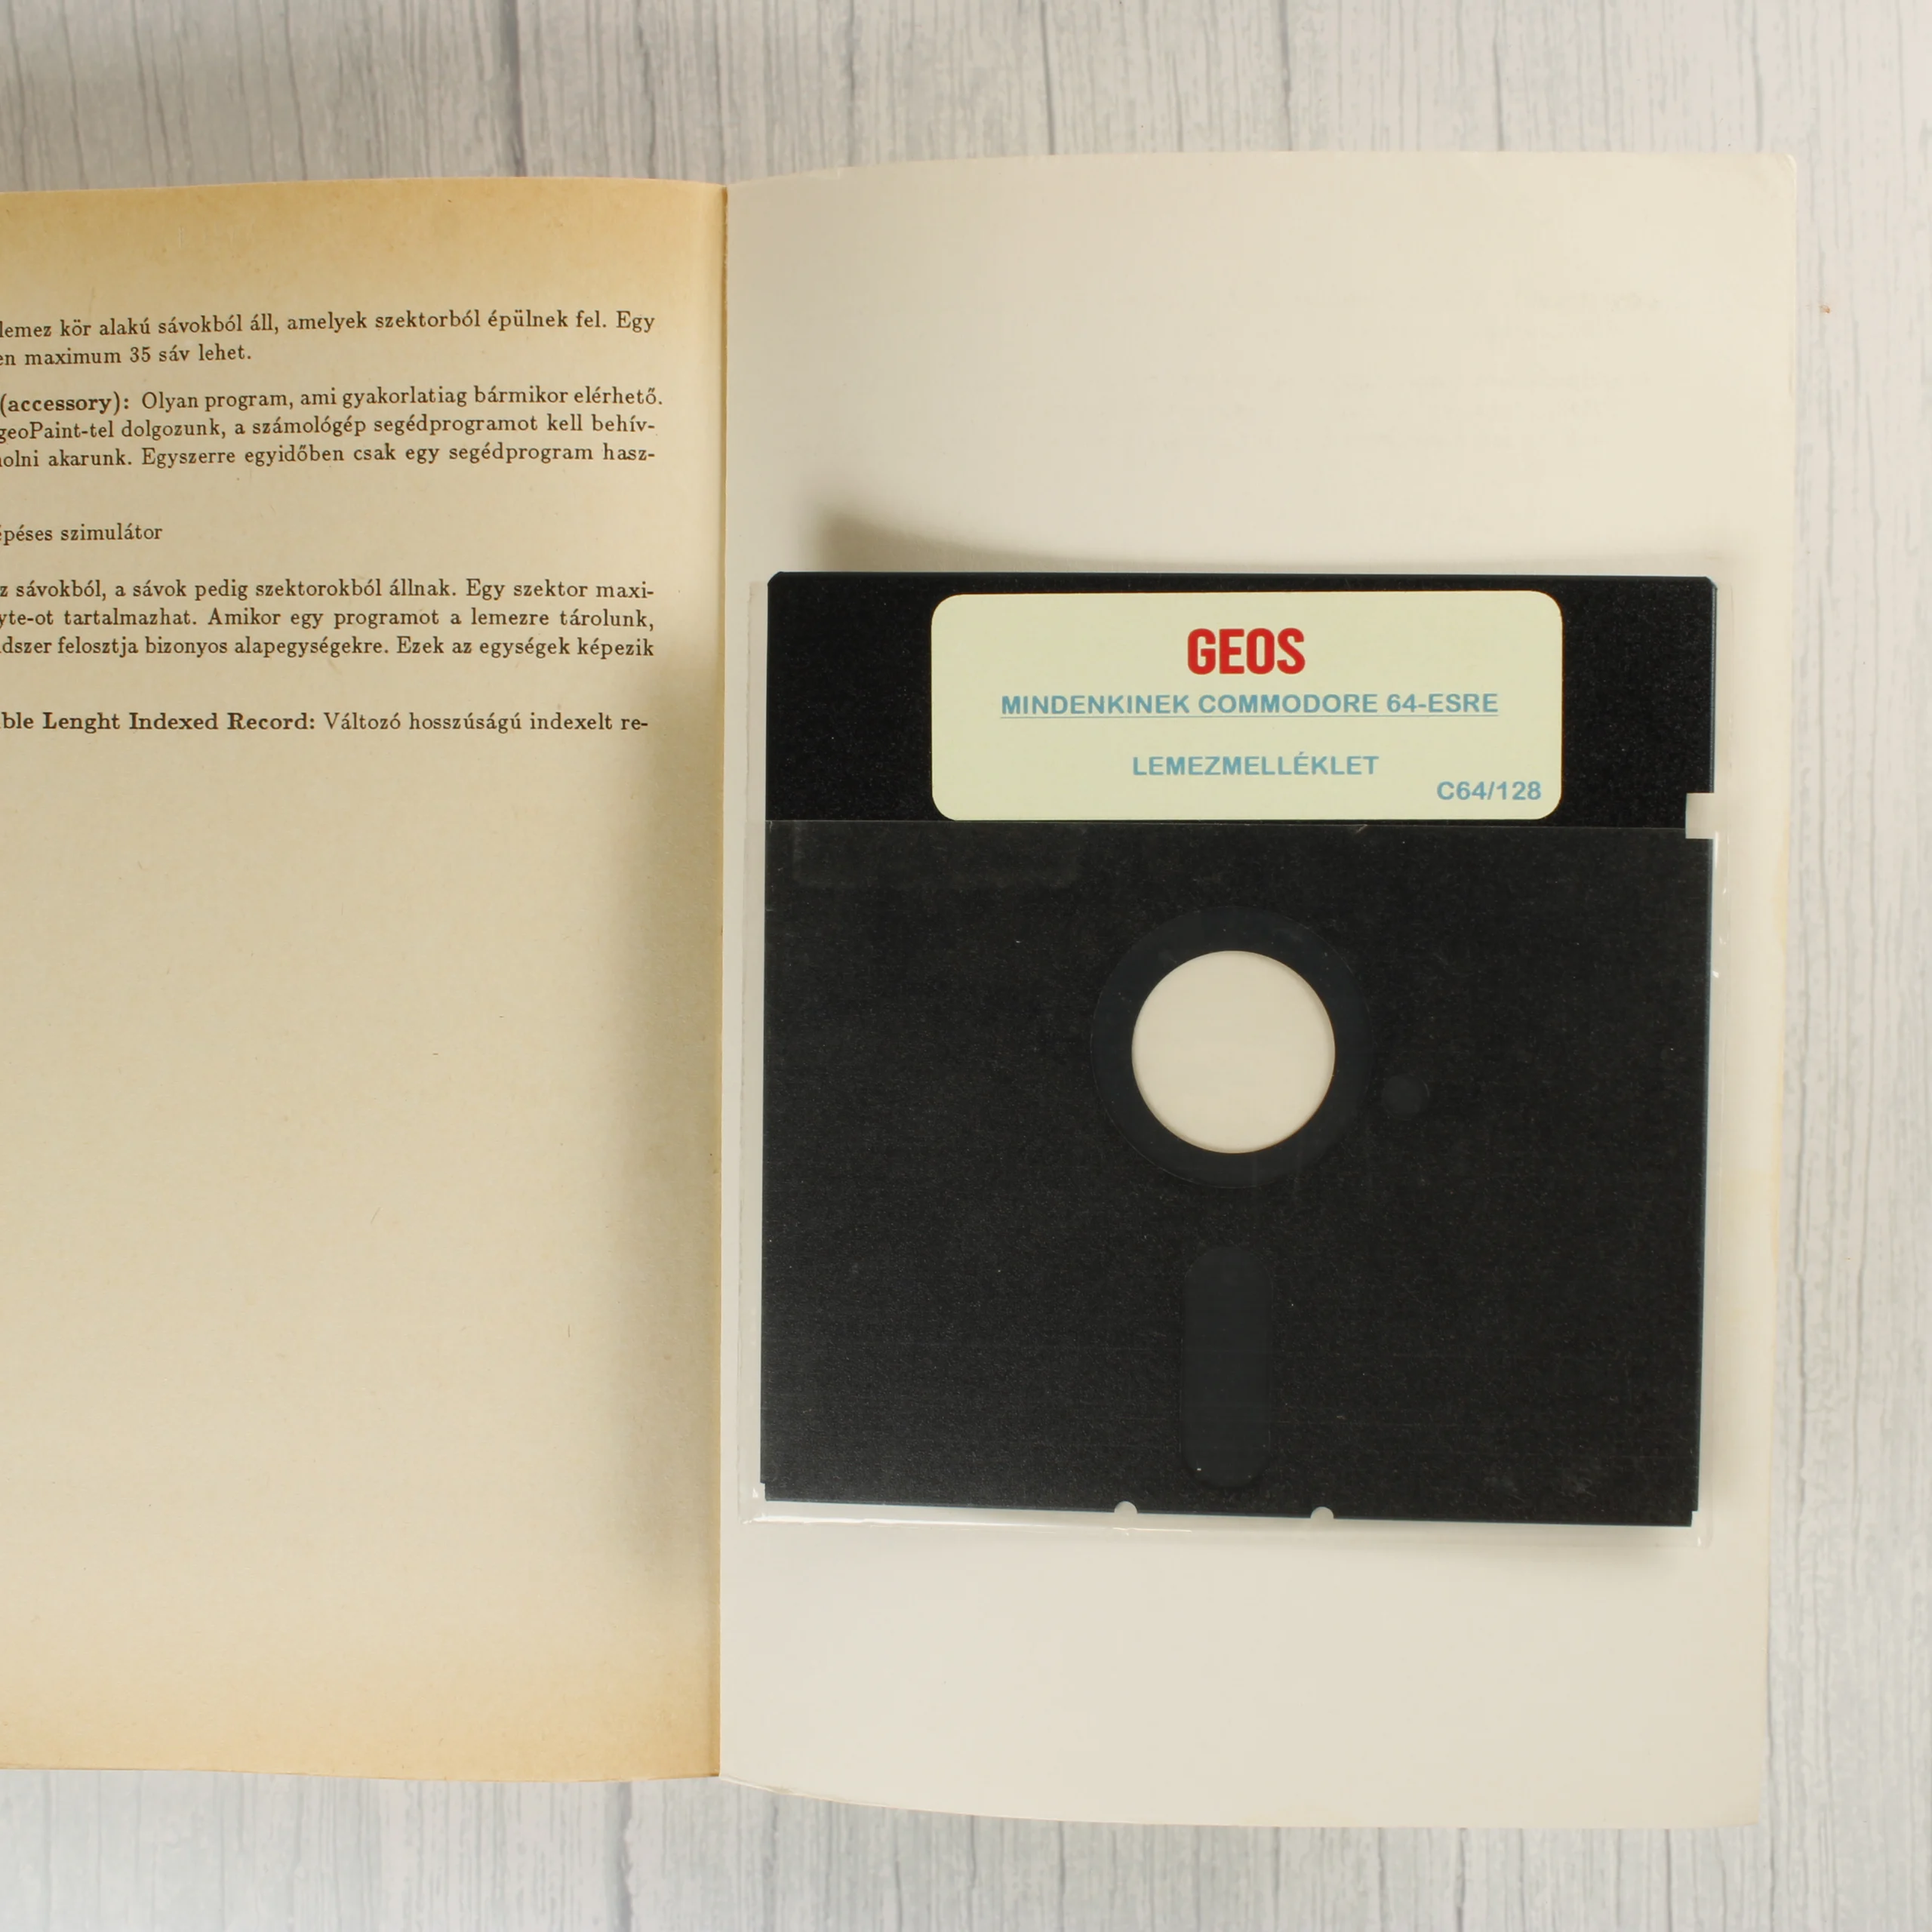 lemez kör alakú sávokból áll, amelyek szektorból épülnek fel. Egy
en maximum 35 sáv lehet.
(accessory): Olyan program, ami gyakorlatiag bármikor elérhető.
geoPaint-tel dolgozunk, a számológép segédprogramot kell behív-
olni akarunk. Egyszerre egyidőben csak egy segédprogram hasz-
péses szimulátor
z sávokból, a sávok pedig szektorokból állnak. Egy szektor maxi-
yte-ot tartalmazhat. Amikor egy programot a lemezre tárolunk,
dszer felosztja bizonyos alapegységekre. Ezek az egységek képezik
ble Lenght Indexed Record: Változó hosszúságú indexelt re-
GEOS
MINDENKINEK COMMODORE 64-ESRE
LEMEZMELLÉKLET
C64/128